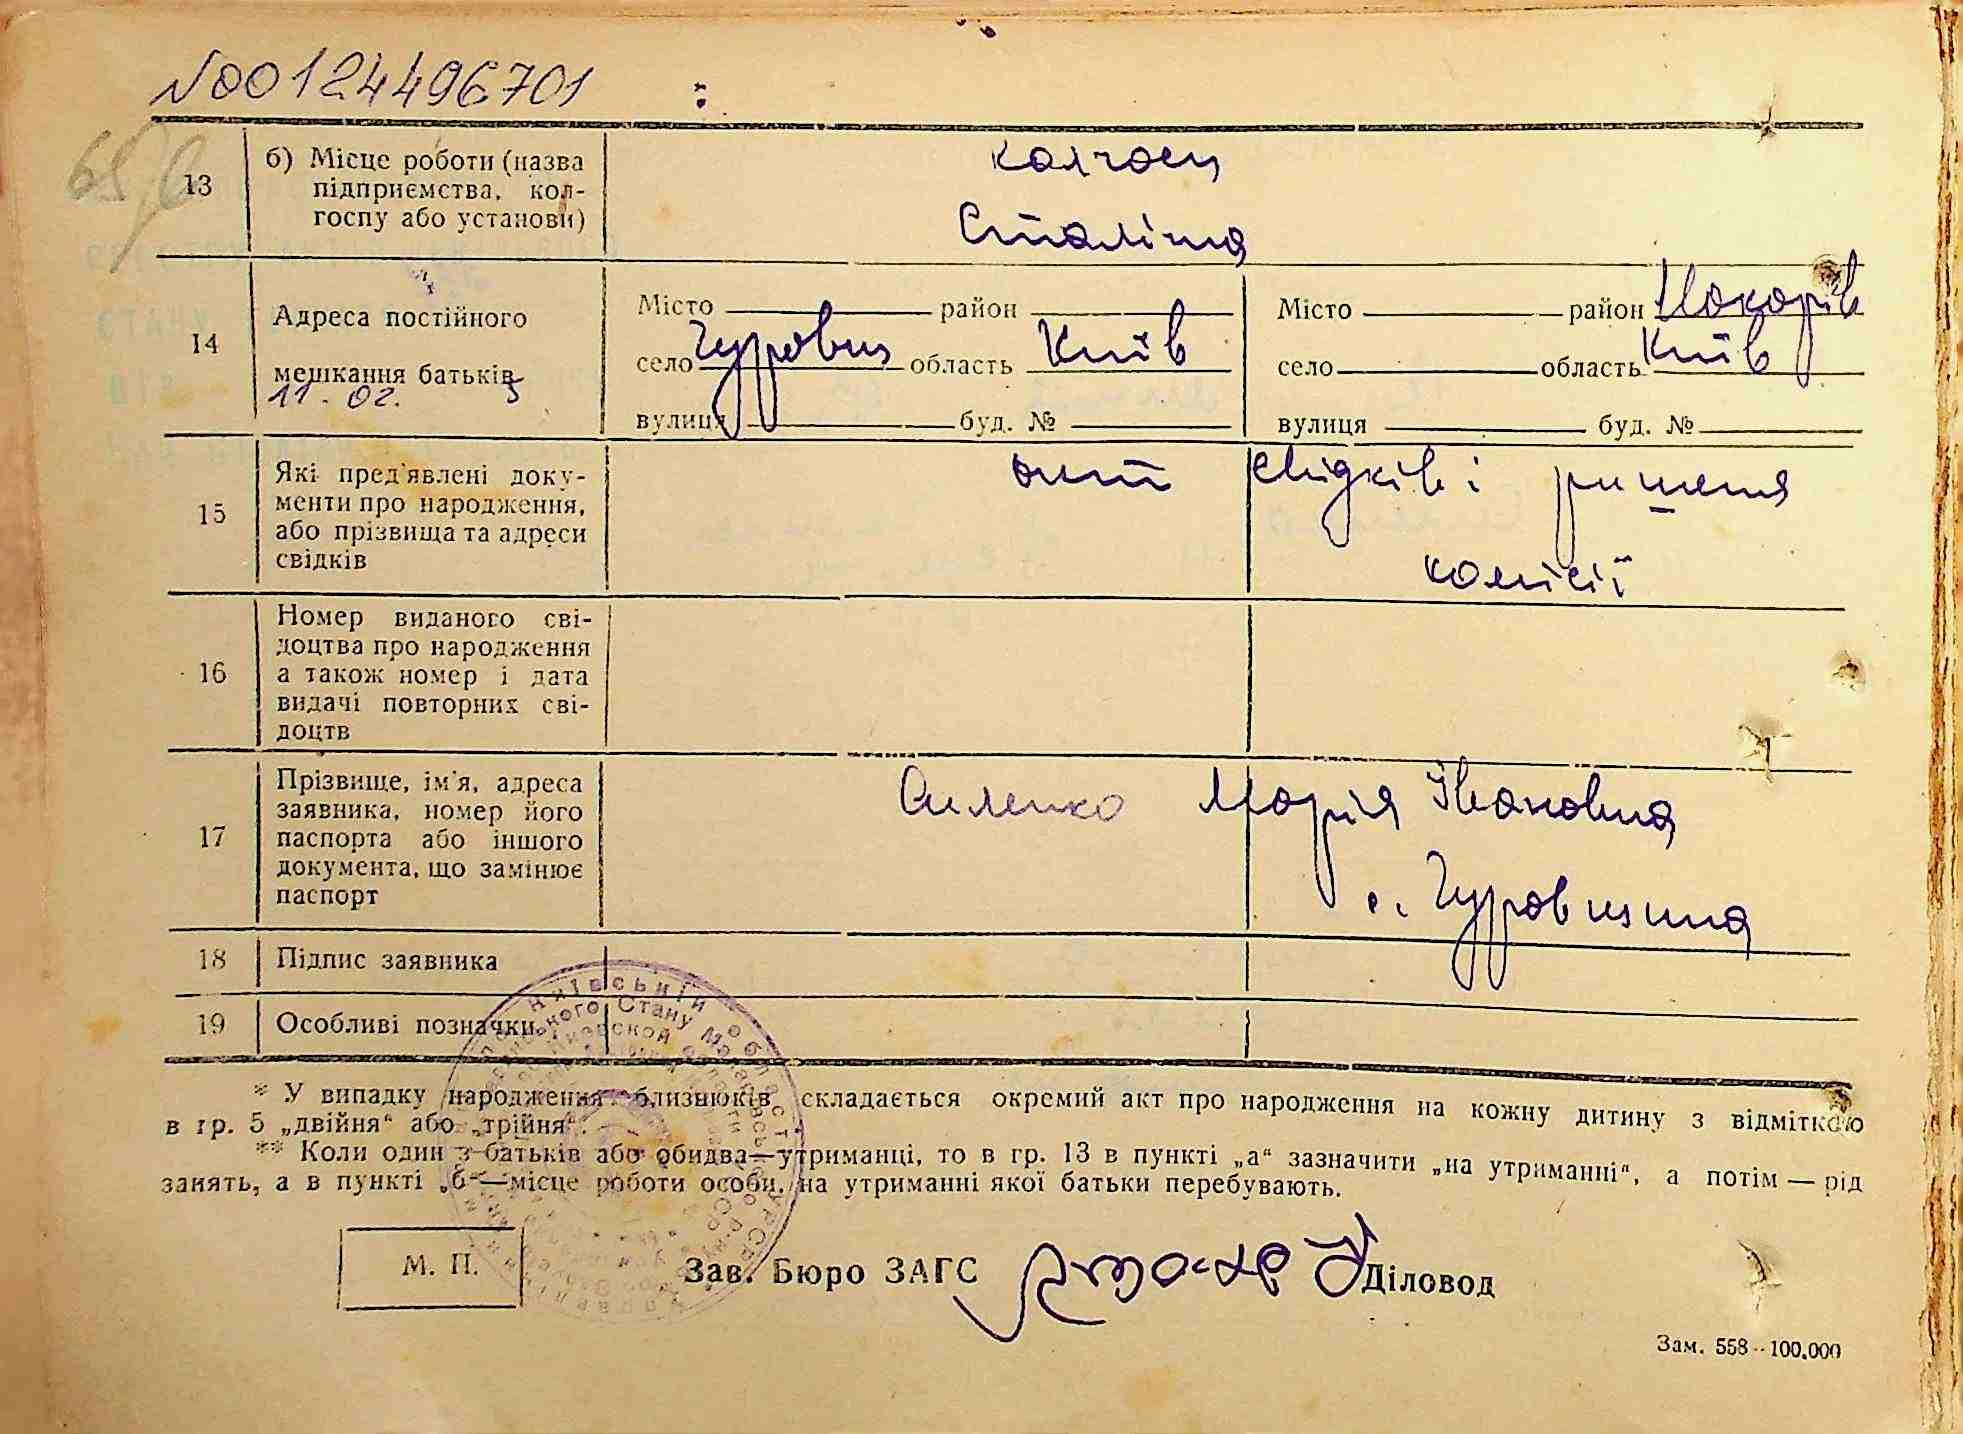 №00124496701
13
б) Місце роботи (назва
підприємства, кол-
госпу або установи)
колгосп
Сталіна
14
Адреса постійного
мешкання батьків
11-02.
Місто район
село Гуровщ область Київ
вулиця буд. №
Місто район Макарів
село область Київ
вулиця буд. №
15
Які пред'явлені доку-
менти про народження,
або прізвища та адреси
свідків
акт свідків і рішення
комісії
16
Номер виданого сві-
доцтва про народження
а також номер і дата
видачі повторних сві-
доцтв
17
Прізвище, ім'я, адреса
заявника, номер його
паспорта або іншого
документа, що замінює
паспорт
Силенко Марія Івановна
с. Гуровщина
18
Підпис заявника
19
Особливі позначки
* У випадку народження близнюків складається окремий акт про народження на кожну дитину з відміткою
в гр. 5 „двійня“ або „трійня“.
** Коли один з батьків або обидва—утриманці, то в гр. 13 в пункті „а“ зазначити „на утриманні“, а потім — рід
занять, а в пункті „б“—місце роботи особи, на утриманні якої батьки перебувають.
М. П.
Зав. Бюро ЗАГС
Діловод
Зам. 558--100.000